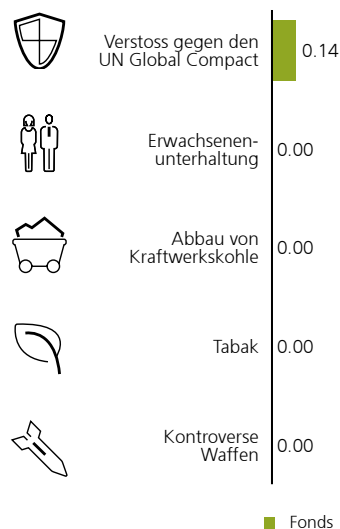 Verstoss gegen den
UN Global Compact
0.14
Erwachsenen-
unterhaltung
0.00
Abbau von
Kraftwerkskohle
0.00
Tabak
0.00
Kontroverse
Waffen
0.00
Fonds